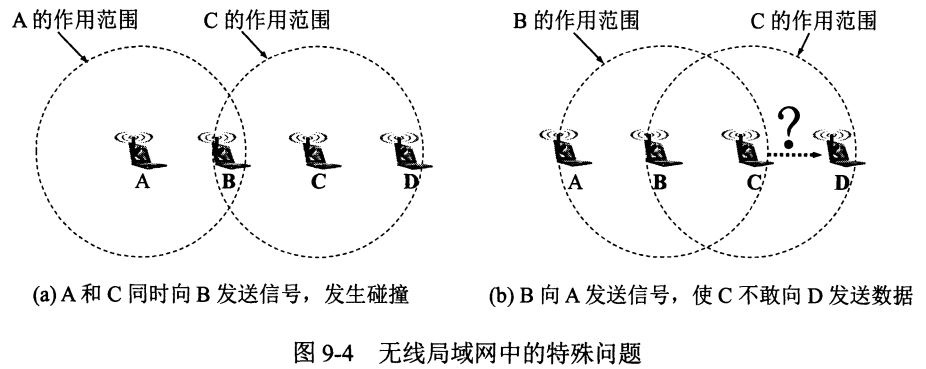 A 的作用范围
C 的作用范围
A
B
C
D
(a) A 和 C 同时向 B 发送信号，发生碰撞
B 的作用范围
C 的作用范围
?
A
B
C
D
(b) B 向 A 发送信号，使 C 不敢向 D 发送数据
图 9-4 无线局域网中的特殊问题